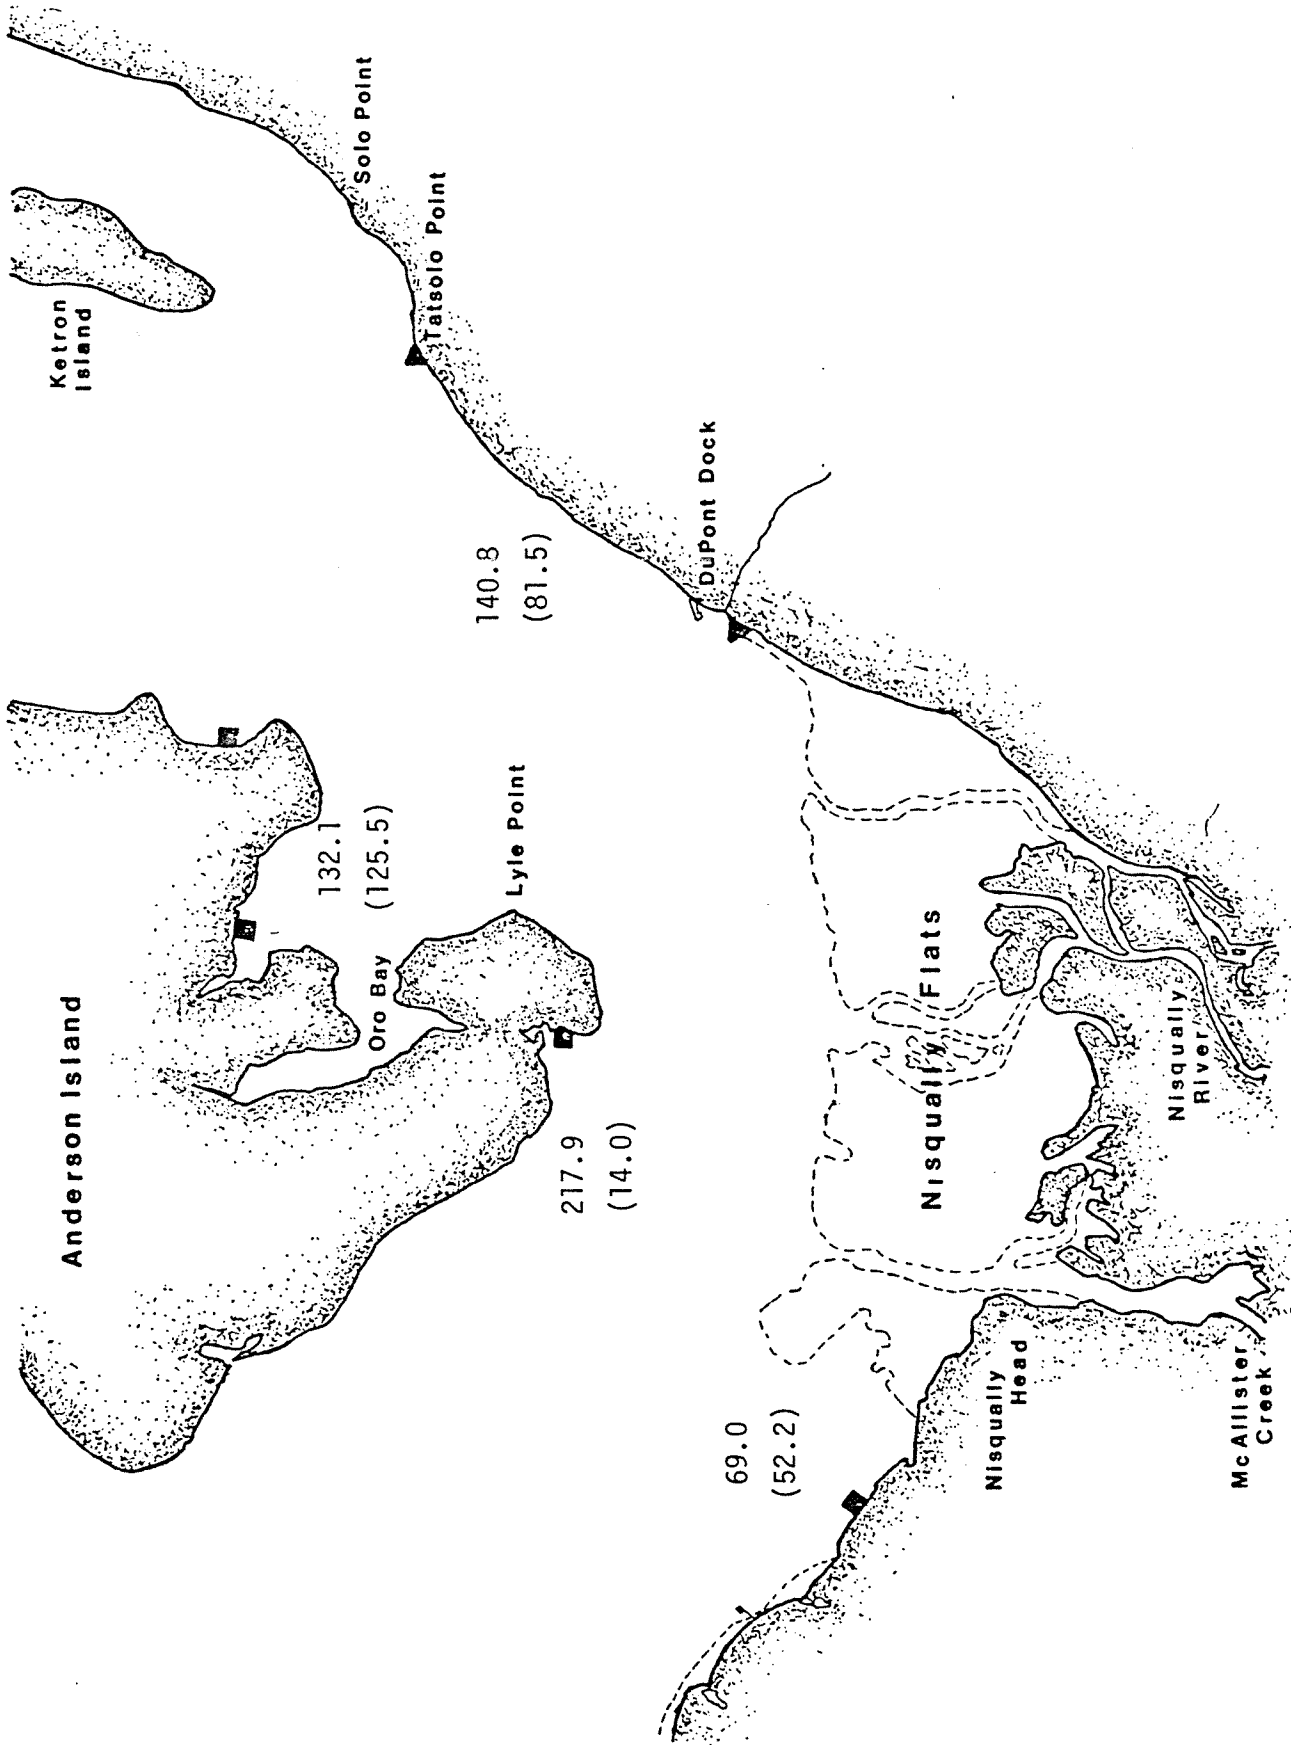 Ketron
Island
Solo Point
Tatsolo Point
DuPont Dock
140.8
(81.5)
Anderson Island
132.1
(125.5)
Oro Bay
Lyle Point
217.9
(14.0)
Nisqually Flats
Nisqually
River
69.0
(52.2)
Nisqually
Head
McAllister
Creek